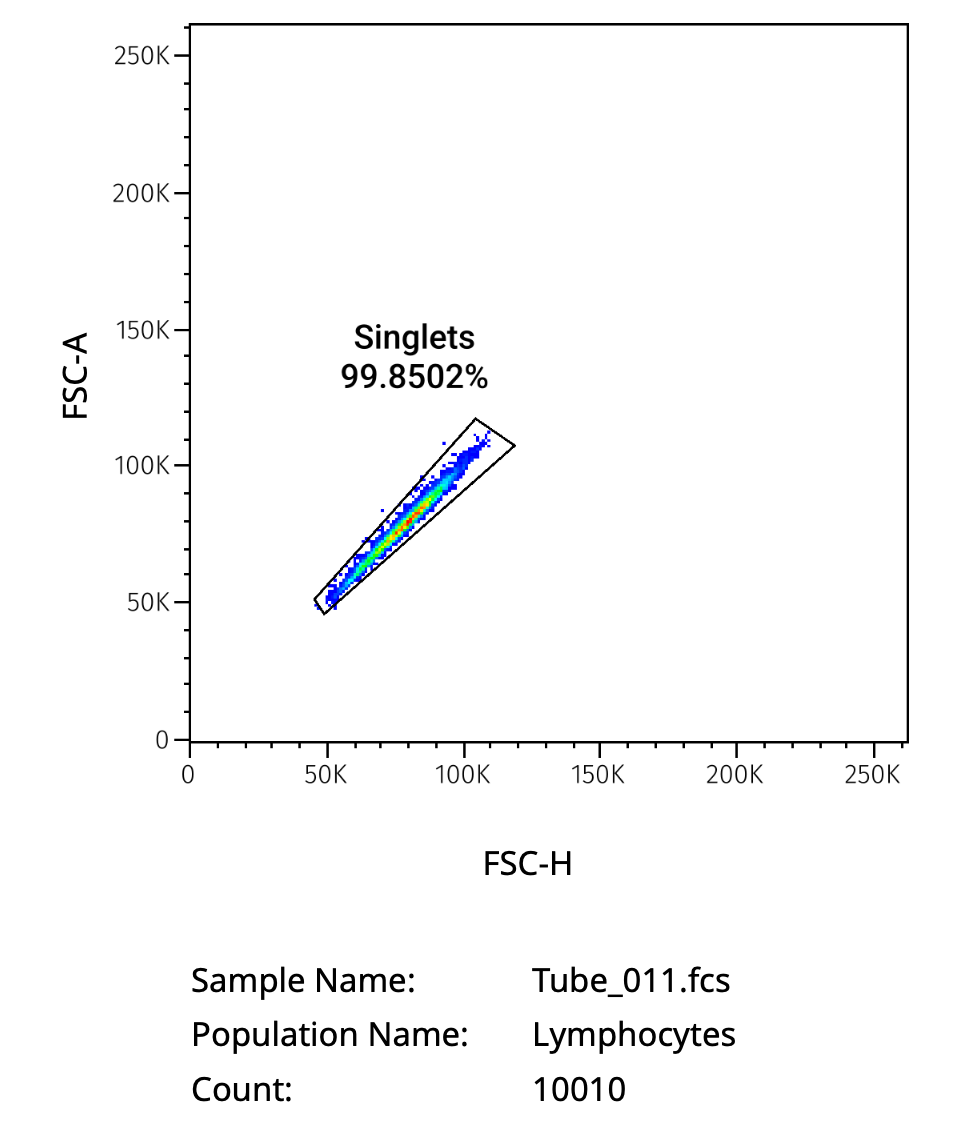 250K
200K
150K
100K
50K
0
FSC-A
Singlets
99.8502%
0 50K 100K 150K 200K 250K
FSC-H
Sample Name: Tube_011.fcs
Population Name: Lymphocytes
Count: 10010